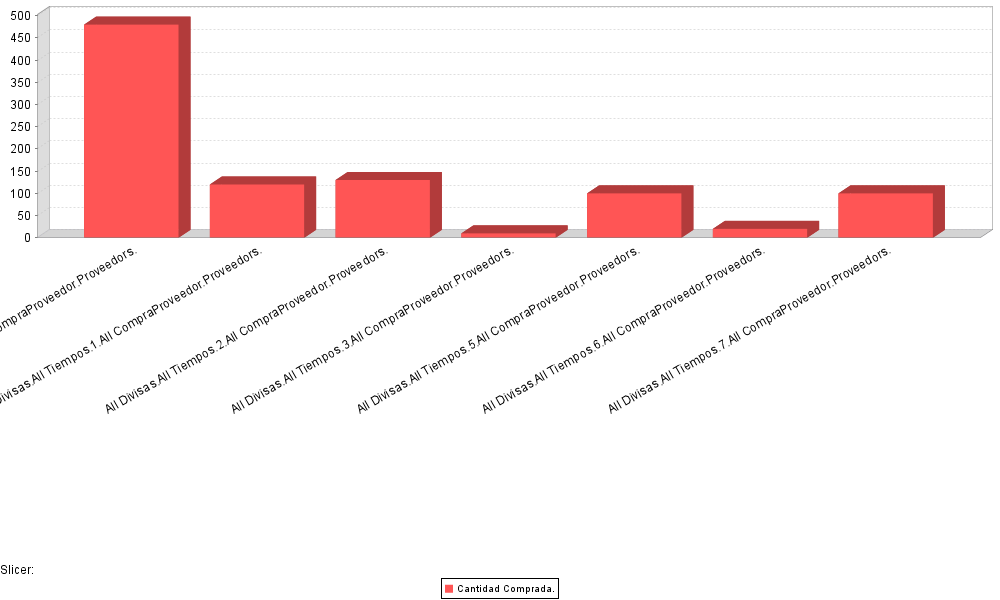 500
450
400
350
300
250
200
150
100
50
0
ompraProveedor.Proveedors.
Divisas.All Tiempos.1.All CompraProveedor.Proveedors.
All Divisas.All Tiempos.2.All CompraProveedor.Proveedors.
All Divisas.All Tiempos.3.All CompraProveedor.Proveedors.
All Divisas.All Tiempos.5.All CompraProveedor.Proveedors.
All Divisas.All Tiempos.6.All CompraProveedor.Proveedors.
All Divisas.All Tiempos.7.All CompraProveedor.Proveedors.
Slicer:
Cantidad Comprada.